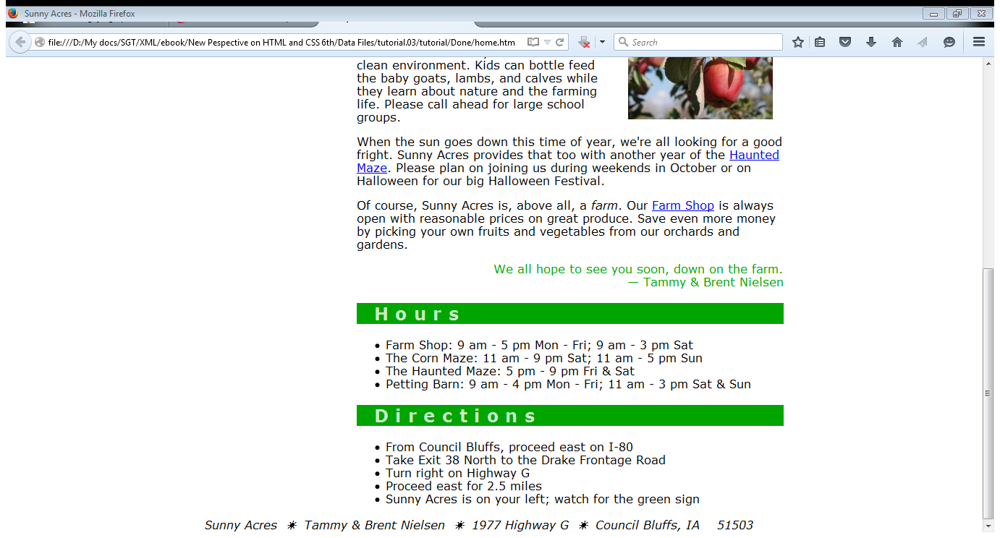 Sunny Acres - Mozilla Firefox
file:///D:/My docs/SGT/XML/ebook/New Pespective on HTML and CSS 6th/Data Files/tutorial.03/tutorial/Done/home.htm
Search
clean environment. Kids can bottle feed
the baby goats, lambs, and calves while
they learn about nature and the farming
life. Please call ahead for large school
groups.
When the sun goes down this time of year, we're all looking for a good
fright. Sunny Acres provides that too with another year of the Haunted
Maze. Please plan on joining us during weekends in October or on
Halloween for our big Halloween Festival.
Of course, Sunny Acres is, above all, a farm. Our Farm Shop is always
open with reasonable prices on great produce. Save even more money
by picking your own fruits and vegetables from our orchards and
gardens.
We all hope to see you soon, down on the farm.
— Tammy & Brent Nielsen
Hours
• Farm Shop: 9 am - 5 pm Mon - Fri; 9 am - 3 pm Sat
• The Corn Maze: 11 am - 9 pm Sat; 11 am - 5 pm Sun
• The Haunted Maze: 5 pm - 9 pm Fri & Sat
• Petting Barn: 9 am - 4 pm Mon - Fri; 11 am - 3 pm Sat & Sun
Directions
• From Council Bluffs, proceed east on I-80
• Take Exit 38 North to the Drake Frontage Road
• Turn right on Highway G
• Proceed east for 2.5 miles
• Sunny Acres is on your left; watch for the green sign
Sunny Acres ☀ Tammy & Brent Nielsen ☀ 1977 Highway G ☀ Council Bluffs, IA 51503